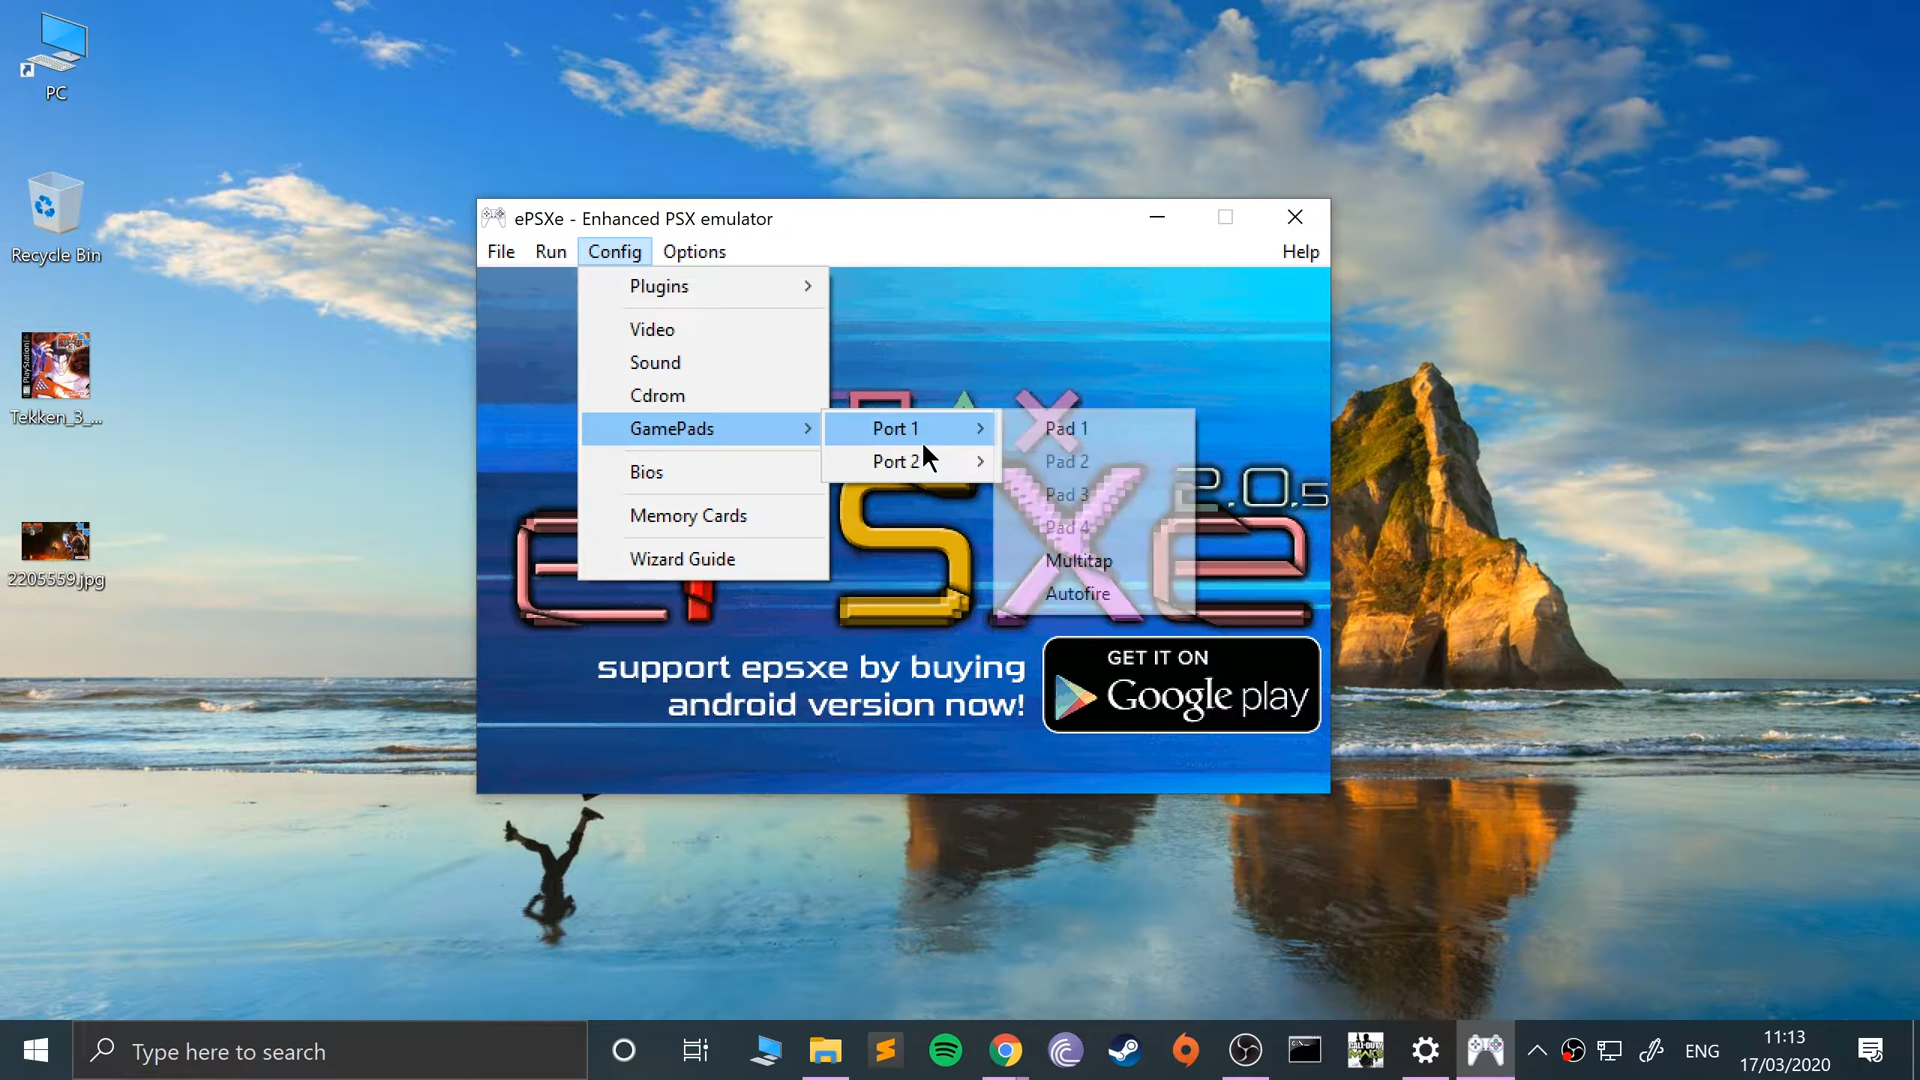 PC
Recycle Bin
Tekken_3_...
2205559.jpg
ePSXe - Enhanced PSX emulator
File Run Config Options Help
Plugins
Video
Sound
Cdrom
GamePads
Bios
Memory Cards
Wizard Guide
Port 1
Port 2
Pad 1
Pad 2
Pad 3
Pad 4
Multitap
Autofire
2.0.5
ePSXe
support epsxe by buying
android version now!
GET IT ON
Google play
Type here to search
ENG
11:13
17/03/2020